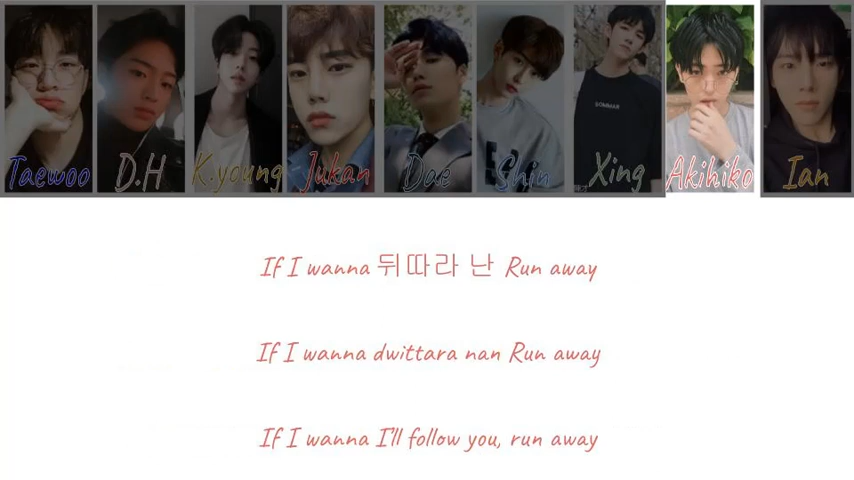 Taewoo D.H K.young Jukan Dae Shin Xing Akihiko Ian
If I wanna 뒤따라 난 Run away
If I wanna dwittara nan Run away
If I wanna I'll follow you, run away